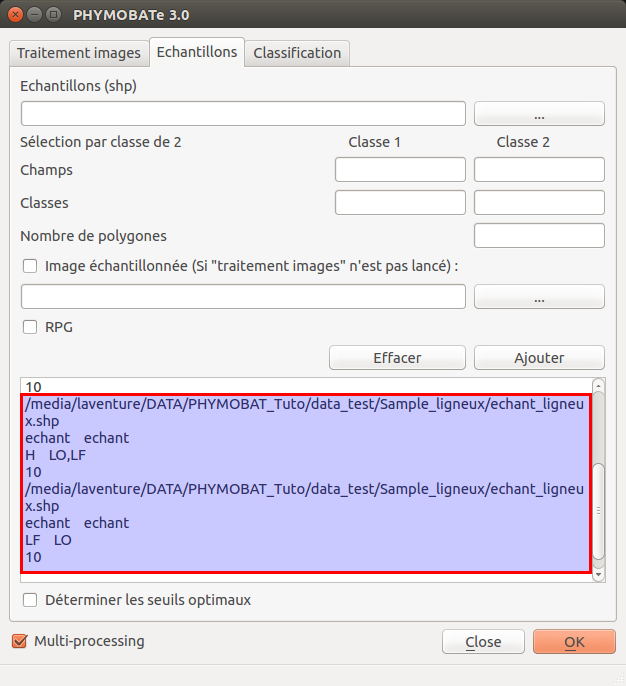 PHYMOBATe 3.0
Traitement images Echantillons Classification
Echantillons (shp)
...
Sélection par classe de 2 Classe 1 Classe 2
Champs
Classes
Nombre de polygones
Image échantillonnée (Si "traitement images" n'est pas lancé) :
...
RPG
Effacer Ajouter
10
/media/laventure/DATA/PHYMOBAT_Tuto/data_test/Sample_ligneux/echant_ligneu
x.shp
echant echant
H LO,LF
10
/media/laventure/DATA/PHYMOBAT_Tuto/data_test/Sample_ligneux/echant_ligneu
x.shp
echant echant
LF LO
10
Déterminer les seuils optimaux
Multi-processing Close OK